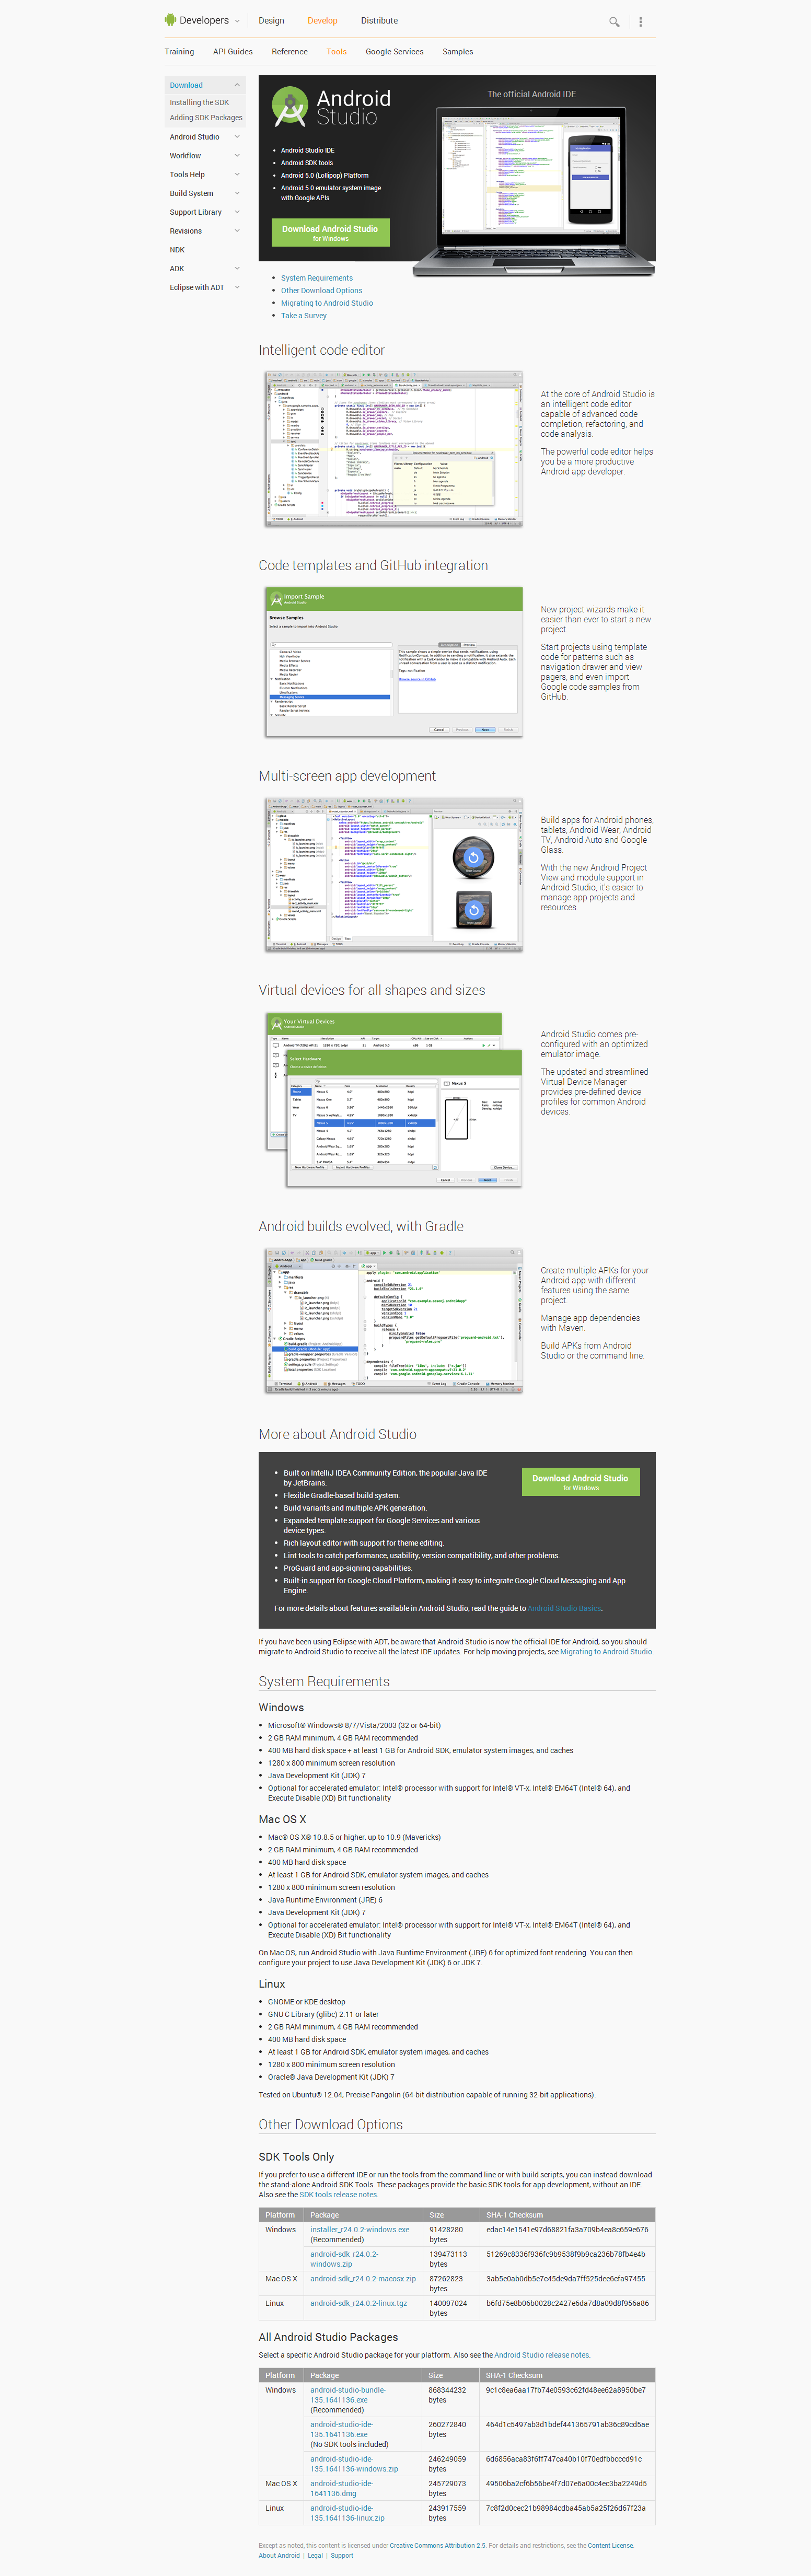 Developers
Design
Develop
Distribute
Training
API Guides
Reference
Tools
Google Services
Samples
Download
Installing the SDK
Adding SDK Packages
Android Studio
Workflow
Tools Help
Build System
Support Library
Revisions
NDK
ADK
Eclipse with ADT
Android
Studio
The official Android IDE
• Android Studio IDE
• Android SDK tools
• Android 5.0 (Lollipop) Platform
• Android 5.0 emulator system image
with Google APIs
Download Android Studio
for Windows
• System Requirements
• Other Download Options
• Migrating to Android Studio
• Take a Survey
Intelligent code editor
At the core of Android Studio is
an intelligent code editor
capable of advanced code
completion, refactoring, and
code analysis.
The powerful code editor helps
you be a more productive
Android app developer.
Code templates and GitHub integration
Import Sample
Android Studio
Browse Samples
Select a sample to import into Android Studio
New project wizards make it
easier than ever to start a new
project.
Start projects using template
code for patterns such as
navigation drawer and view
pagers, and even import
Google code samples from
GitHub.
Multi-screen app development
Build apps for Android phones,
tablets, Android Wear, Android
TV, Android Auto and Google
Glass.
With the new Android Project
View and module support in
Android Studio, it's easier to
manage app projects and
resources.
Virtual devices for all shapes and sizes
Your Virtual Devices
Android Studio
Select Hardware
Android Studio comes pre-
configured with an optimized
emulator image.
The updated and streamlined
Virtual Device Manager
provides pre-defined device
profiles for common Android
devices.
Android builds evolved, with Gradle
Create multiple APKs for your
Android app with different
features using the same
project.
Manage app dependencies
with Maven.
Build APKs from Android
Studio or the command line.
More about Android Studio
• Built on IntelliJ IDEA Community Edition, the popular Java IDE
by JetBrains.
• Flexible Gradle-based build system.
• Build variants and multiple APK generation.
• Expanded template support for Google Services and various
device types.
• Rich layout editor with support for theme editing.
• Lint tools to catch performance, usability, version compatibility, and other problems.
• ProGuard and app-signing capabilities.
• Built-in support for Google Cloud Platform, making it easy to integrate Google Cloud Messaging and App
Engine.
Download Android Studio
for Windows
For more details about features available in Android Studio, read the guide to Android Studio Basics.
If you have been using Eclipse with ADT, be aware that Android Studio is now the official IDE for Android, so you should
migrate to Android Studio to receive all the latest IDE updates. For help moving projects, see Migrating to Android Studio.
System Requirements
Windows
• Microsoft® Windows® 8/7/Vista/2003 (32 or 64-bit)
• 2 GB RAM minimum, 4 GB RAM recommended
• 400 MB hard disk space + at least 1 GB for Android SDK, emulator system images, and caches
• 1280 x 800 minimum screen resolution
• Java Development Kit (JDK) 7
• Optional for accelerated emulator: Intel® processor with support for Intel® VT-x, Intel® EM64T (Intel® 64), and
Execute Disable (XD) Bit functionality
Mac OS X
• Mac® OS X® 10.8.5 or higher, up to 10.9 (Mavericks)
• 2 GB RAM minimum, 4 GB RAM recommended
• 400 MB hard disk space
• At least 1 GB for Android SDK, emulator system images, and caches
• 1280 x 800 minimum screen resolution
• Java Runtime Environment (JRE) 6
• Java Development Kit (JDK) 7
• Optional for accelerated emulator: Intel® processor with support for Intel® VT-x, Intel® EM64T (Intel® 64), and
Execute Disable (XD) Bit functionality
On Mac OS, run Android Studio with Java Runtime Environment (JRE) 6 for optimized font rendering. You can then
configure your project to use Java Development Kit (JDK) 6 or JDK 7.
Linux
• GNOME or KDE desktop
• GNU C Library (glibc) 2.11 or later
• 2 GB RAM minimum, 4 GB RAM recommended
• 400 MB hard disk space
• At least 1 GB for Android SDK, emulator system images, and caches
• 1280 x 800 minimum screen resolution
• Oracle® Java Development Kit (JDK) 7
Tested on Ubuntu® 12.04, Precise Pangolin (64-bit distribution capable of running 32-bit applications).
Other Download Options
SDK Tools Only
If you prefer to use a different IDE or run the tools from the command line or with build scripts, you can instead download
the stand-alone Android SDK Tools. These packages provide the basic SDK tools for app development, without an IDE.
Also see the SDK tools release notes.
Platform Package Size SHA-1 Checksum
Windows installer_r24.0.2-windows.exe 91428280 edac14e1541e97d68821fa3a709b4ea8c659e676
(Recommended) bytes
android-sdk_r24.0.2- 139473113 51269c8336f936fc9b9538f9b9ca236b78fb4e4b
windows.zip bytes
Mac OS X android-sdk_r24.0.2-macosx.zip 87262823 3ab5e0ab0db5e7c45de9da7ff525dee6cfa97455
bytes
Linux android-sdk_r24.0.2-linux.tgz 140097024 b6fd75e8b06b0028c2427e6da7d8a09d8f956a86
bytes
All Android Studio Packages
Select a specific Android Studio package for your platform. Also see the Android Studio release notes.
Platform Package Size SHA-1 Checksum
Windows android-studio-bundle- 868344232 9c1c8ea6aa17fb74e0593c62fd48ee62a8950be7
135.1641136.exe bytes
(Recommended)
android-studio-ide- 260272840 464d1c5497ab3d1bdef441365791ab36c89cd5ae
135.1641136.exe bytes
(No SDK tools included)
android-studio-ide- 246249059 6d6856aca83f6ff747ca40b10f70edfbbcccd91c
135.1641136-windows.zip bytes
Mac OS X android-studio-ide- 245729073 49506ba2cf6b56be4f7d07e6a00c4ec3ba2249d5
1641136.dmg bytes
Linux android-studio-ide- 243917559 7c8f2d0cec21b98984cdba45ab5a25f26d67f23a
135.1641136-linux.zip bytes
Except as noted, this content is licensed under Creative Commons Attribution 2.5. For details and restrictions, see the Content License.
About Android | Legal | Support